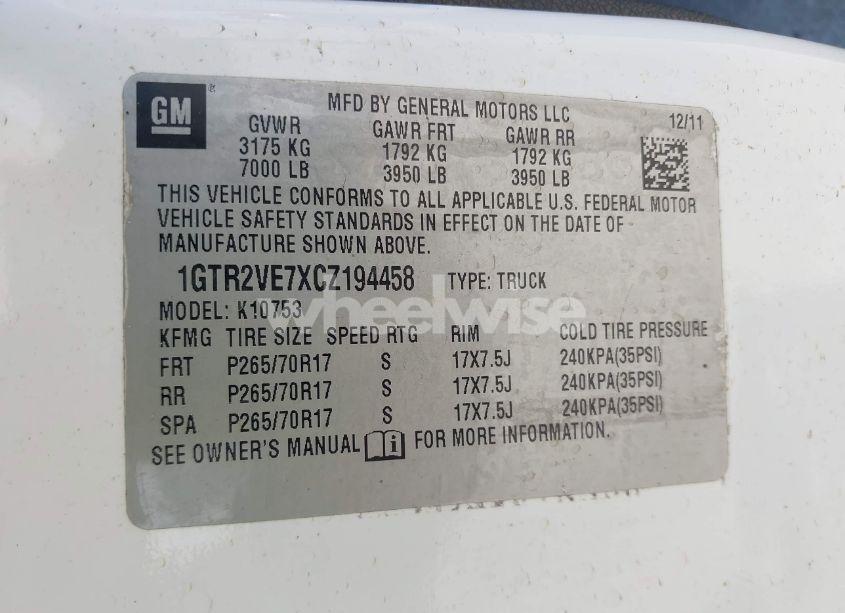 GM
MFD BY GENERAL MOTORS LLC
12/11
GVWR GAWR FRT GAWR RR
3175 KG 1792 KG 1792 KG
7000 LB 3950 LB 3950 LB
THIS VEHICLE CONFORMS TO ALL APPLICABLE U.S. FEDERAL MOTOR
VEHICLE SAFETY STANDARDS IN EFFECT ON THE DATE OF
MANUFACTURE SHOWN ABOVE.
1GTR2VE7XCZ194458 TYPE: TRUCK
MODEL: K10753
wheelwise
KFMG TIRE SIZE SPEED RTG RIM COLD TIRE PRESSURE
FRT P265/70R17 S 17X7.5J 240KPA(35PSI)
RR P265/70R17 S 17X7.5J 240KPA(35PSI)
SPA P265/70R17 S 17X7.5J 240KPA(35PSI)
SEE OWNER'S MANUAL FOR MORE INFORMATION.